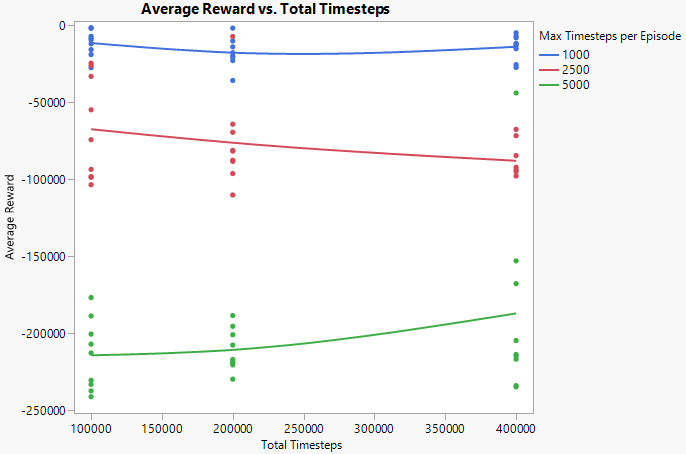 Average Reward vs. Total Timesteps
Max Timesteps per Episode
1000
2500
5000
Average Reward
0
-50000
-100000
-150000
-200000
-250000
100000 150000 200000 250000 300000 350000 400000
Total Timesteps